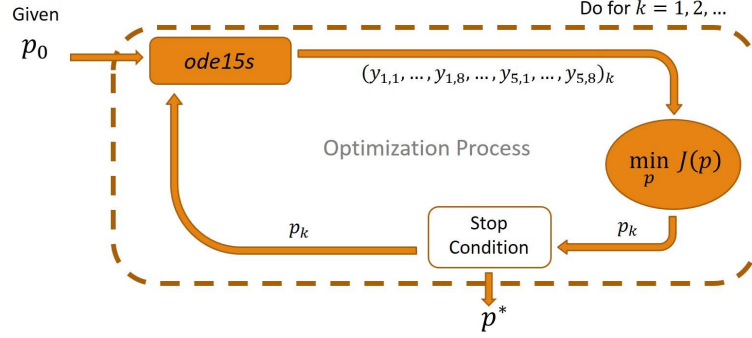 Given
Do for k = 1, 2, …
p₀
ode15s
(y₁,₁, …, y₁,₈, …, y₅,₁, …, y₅,₈)ₖ
Optimization Process
min J(p)
p
Stop
Condition
pₖ
pₖ
p*